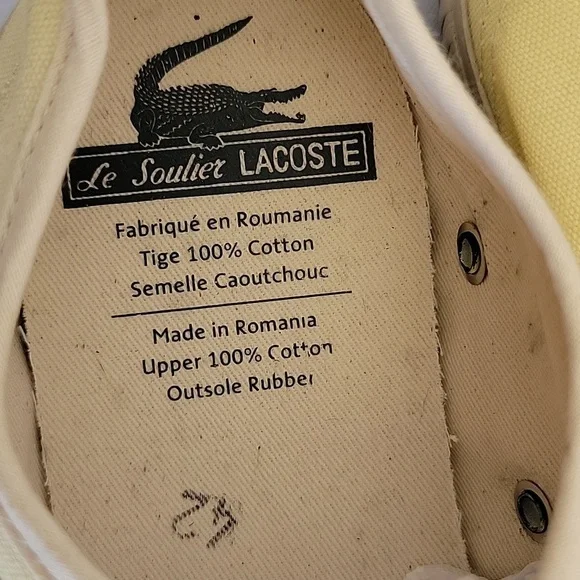 Le Soulier LACOSTE
Fabriqué en Roumanie
Tige 100% Cotton
Semelle Caoutchouc
Made in Romania
Upper 100% Cotton
Outsole Rubber